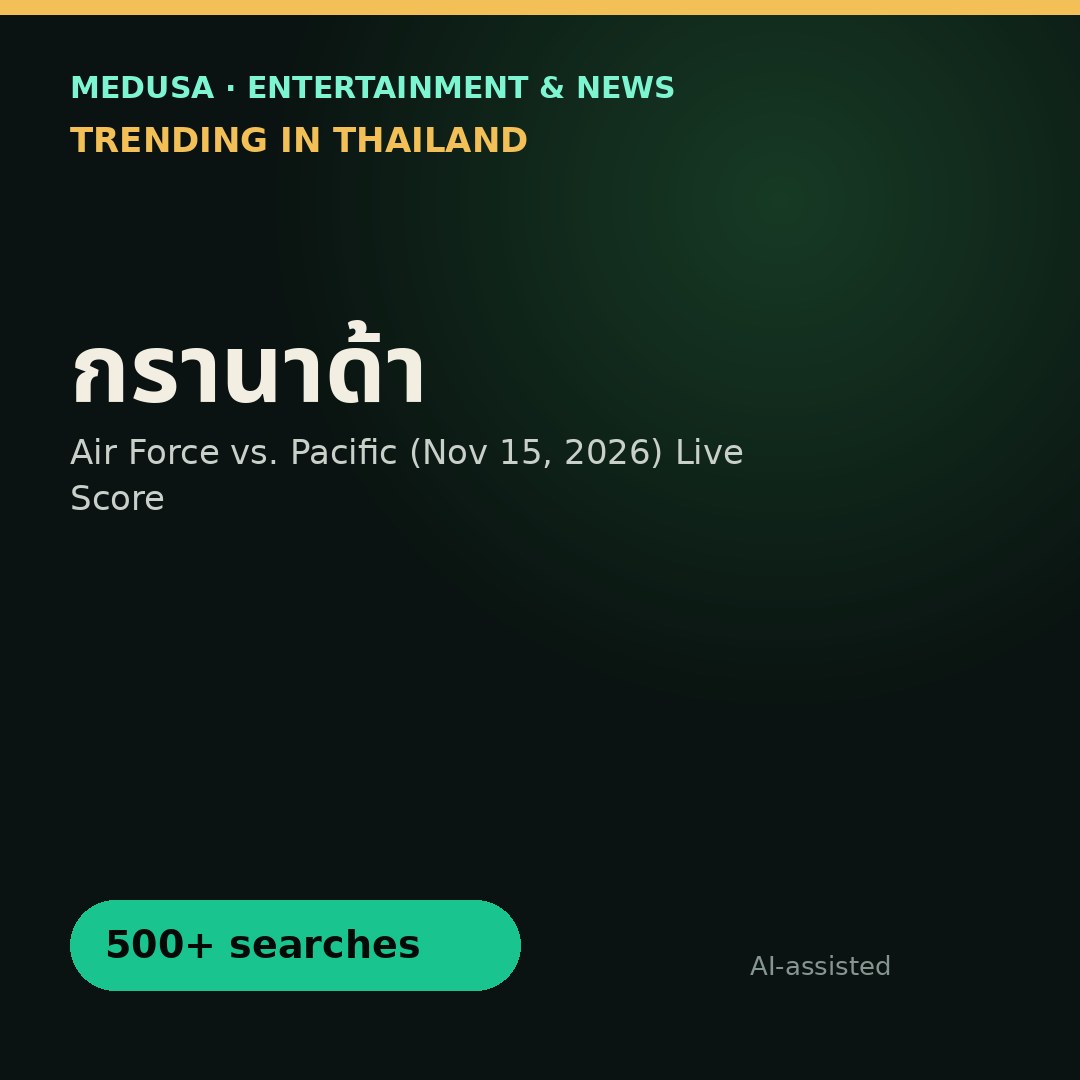 MEDUSA · ENTERTAINMENT & NEWS
TRENDING IN THAILAND
กรานาด้า
Air Force vs. Pacific (Nov 15, 2026) Live
Score
500+ searches
AI-assisted